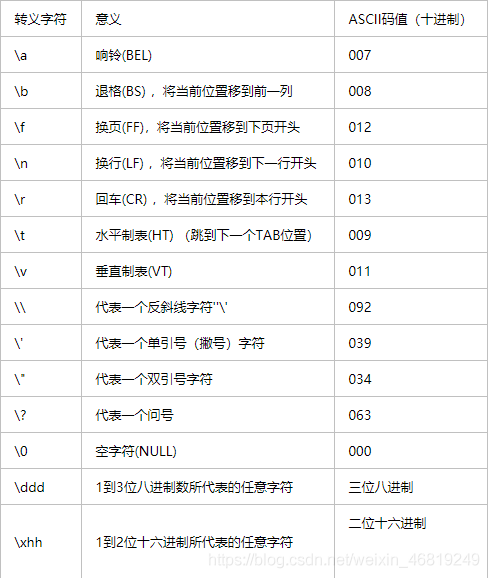 转义字符 意义 ASCII码值（十进制）
\a 响铃(BEL) 007
\b 退格(BS) ，将当前位置移到前一列 008
\f 换页(FF)，将当前位置移到下页开头 012
\n 换行(LF) ，将当前位置移到下一行开头 010
\r 回车(CR) ，将当前位置移到本行开头 013
\t 水平制表(HT) （跳到下一个TAB位置） 009
\v 垂直制表(VT) 011
\\ 代表一个反斜线字符''\' 092
\' 代表一个单引号（撇号）字符 039
\" 代表一个双引号字符 034
\? 代表一个问号 063
\0 空字符(NULL) 000
\ddd 1到3位八进制数所代表的任意字符 三位八进制
\xhh 1到2位十六进制所代表的任意字符 二位十六进制
https://blog.csdn.net/weixin_46819249